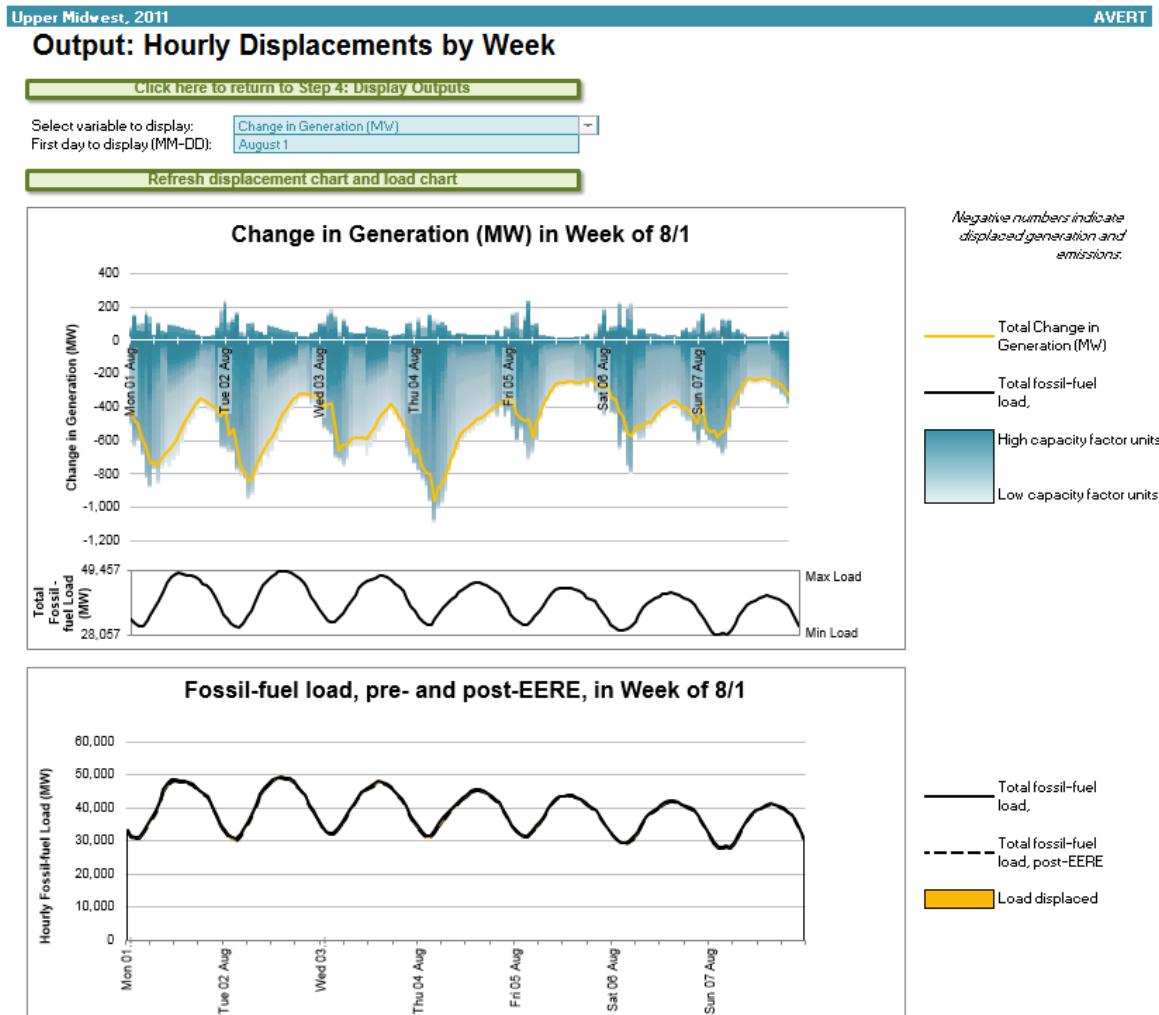 Upper Midwest, 2011
AVERT
Output: Hourly Displacements by Week
Click here to return to Step 4: Display Outputs
Select variable to display:
Change in Generation (MW)
First day to display (MM-DD):
August 1
Refresh displacement chart and load chart
Negative numbers indicate
displaced generation and
emissions.
Change in Generation (MW) in Week of 8/1
Change in Generation (MW)
400
200
0
-200
-400
-600
-800
-1,000
-1,200
Mon 01 Aug
Tue 02 Aug
Wed 03 Aug
Thu 04 Aug
Fri 05 Aug
Sat 06 Aug
Sun 07 Aug
Total Change in
Generation (MW)
Total fossil-fuel
load,
High capacity factor units
Low capacity factor units
Total
Fossil-
fuel Load
(MW)
49,457
28,057
Max Load
Min Load
Fossil-fuel load, pre- and post-EERE, in Week of 8/1
Hourly Fossil-fuel Load (MW)
60,000
50,000
40,000
30,000
20,000
10,000
0
Mon 01...
Tue 02 Aug
Wed 03...
Thu 04 Aug
Fri 05 Aug
Sat 06 Aug
Sun 07 Aug
Total fossil-fuel
load,
Total fossil-fuel
load, post-EERE
Load displaced